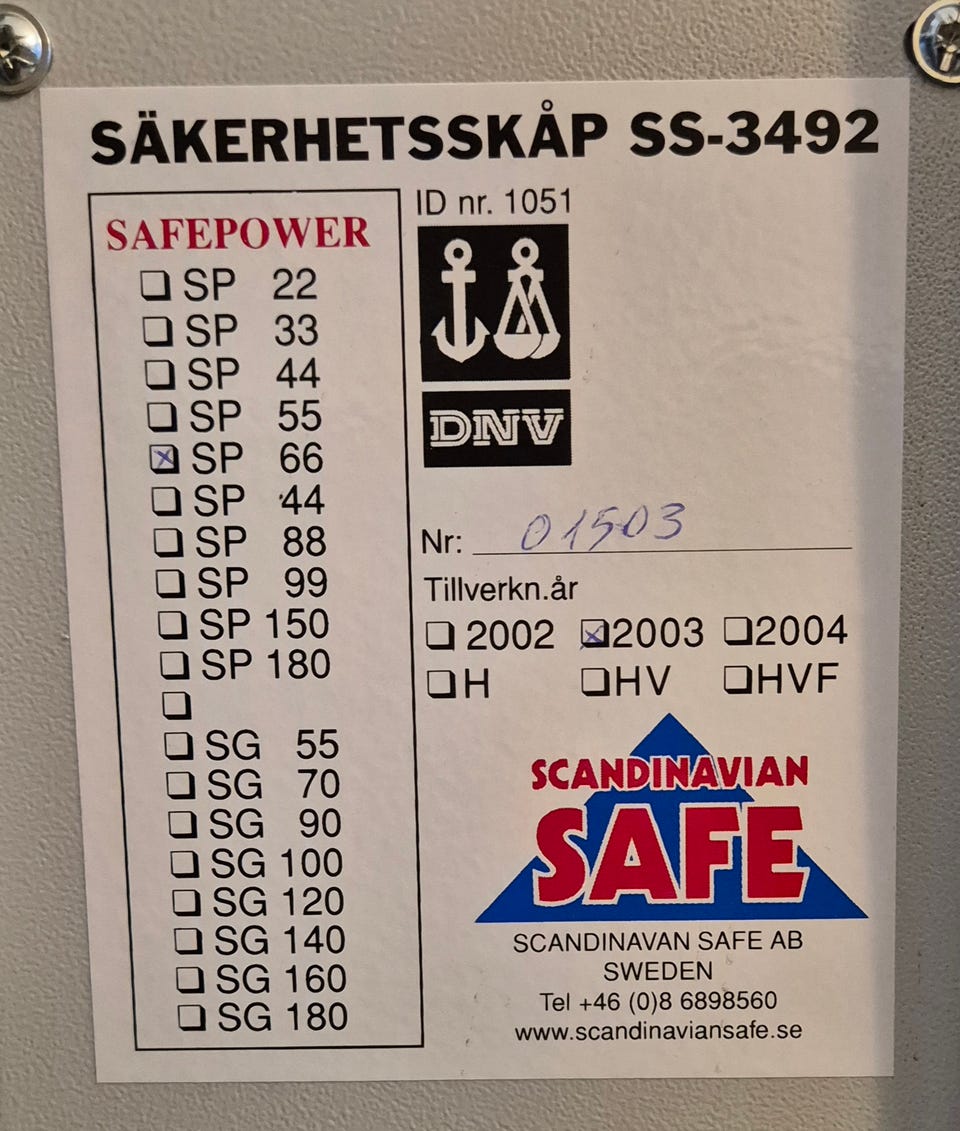 SÄKERHETSSKÅP SS-3492
SAFEPOWER
SP 22
SP 33
SP 44
SP 55
SP 66
SP 44
SP 88
SP 99
SP 150
SP 180
SG 55
SG 70
SG 90
SG 100
SG 120
SG 140
SG 160
SG 180
ID nr. 1051
DNV
Nr: 01503
Tillverkn.år
2002 2003 2004
H HV HVF
SCANDINAVIAN
SAFE
SCANDINAVAN SAFE AB
SWEDEN
Tel +46 (0)8 6898560
www.scandinaviansafe.se